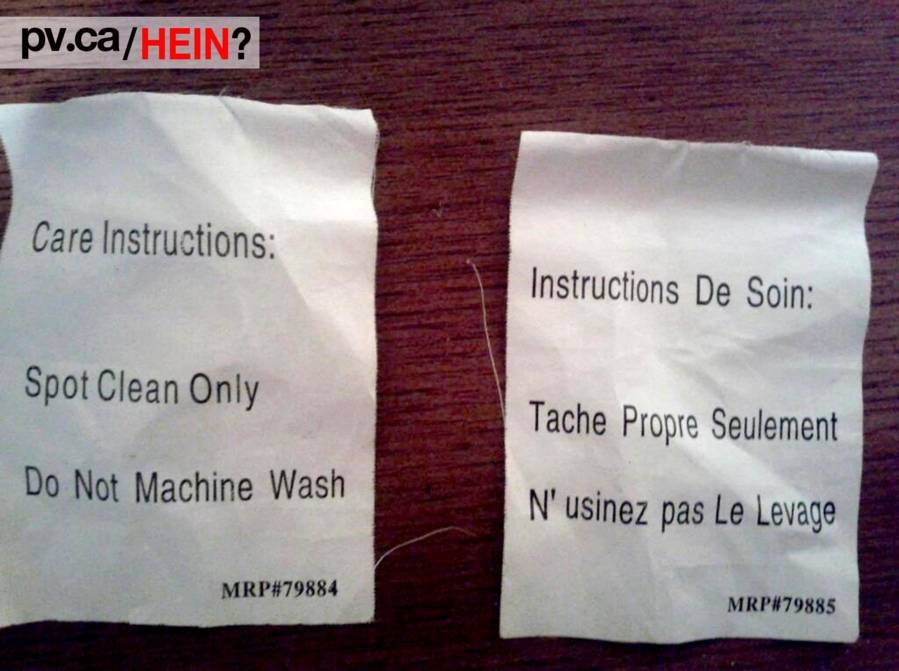 pv.ca/HEIN?
Care Instructions:
Spot Clean Only
Do Not Machine Wash
MRP#79884
Instructions De Soin:
Tache Propre Seulement
N' usinez pas Le Levage
MRP#79885